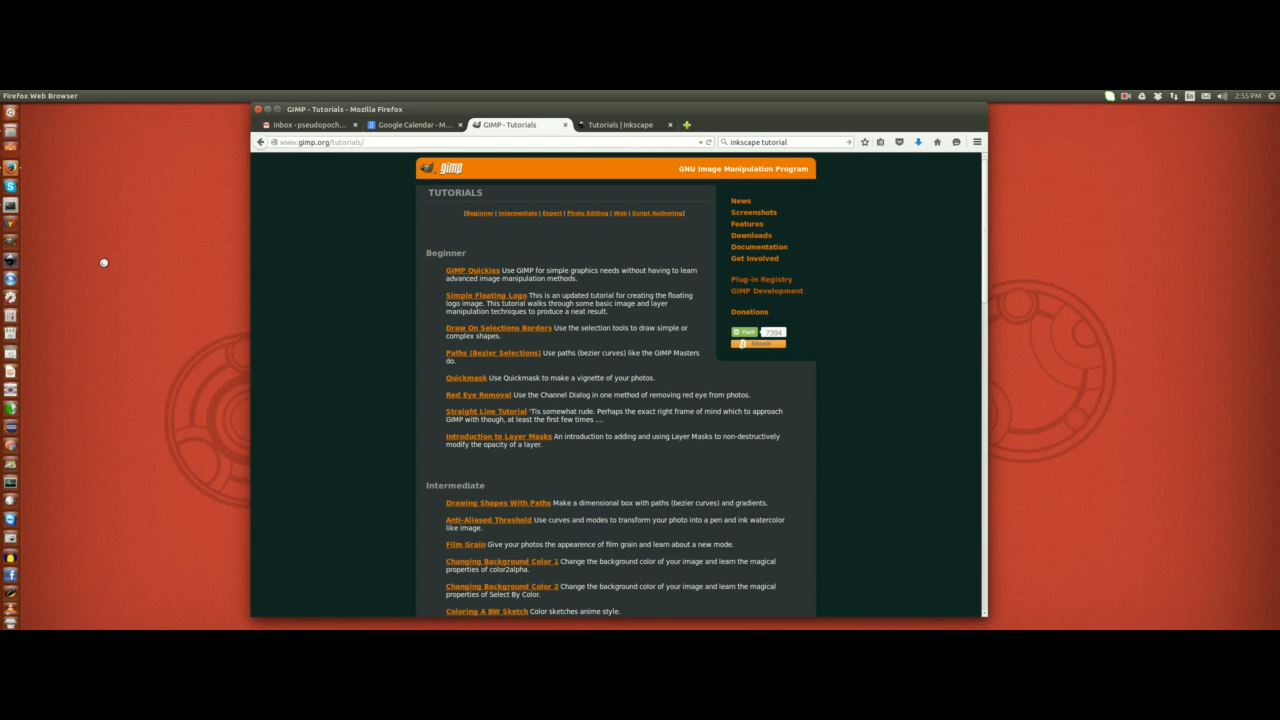 Firefox Web Browser
En
2:55 PM
GIMP - Tutorials - Mozilla Firefox
Inbox - pseudopoch...
Google Calendar - M...
GIMP - Tutorials
Tutorials | Inkscape
www.gimp.org/tutorials/
inkscape tutorial
gimp
GNU Image Manipulation Program
TUTORIALS
[Beginner | Intermediate | Expert | Photo Editing | Web | Script Authoring]
Beginner
GIMP Quickies Use GIMP for simple graphics needs without having to learn
advanced image manipulation methods.
Simple Floating Logo This is an updated tutorial for creating the floating
logo image. This tutorial walks through some basic image and layer
manipulation techniques to produce a neat result.
Draw On Selections Borders Use the selection tools to draw simple or
complex shapes.
Paths (Bezier Selections) Use paths (bezier curves) like the GIMP Masters
do.
Quickmask Use Quickmask to make a vignette of your photos.
Red Eye Removal Use the Channel Dialog in one method of removing red eye from photos.
Straight Line Tutorial 'Tis somewhat rude. Perhaps the exact right frame of mind which to approach
GIMP with though, at least the first few times ....
Introduction to Layer Masks An introduction to adding and using Layer Masks to non-destructively
modify the opacity of a layer.
Intermediate
Drawing Shapes With Paths Make a dimensional box with paths (bezier curves) and gradients.
Anti-Aliased Threshold Use curves and modes to transform your photo into a pen and ink watercolor
like image.
Film Grain Give your photos the appearence of film grain and learn about a new mode.
Changing Background Color 1 Change the background color of your image and learn the magical
properties of color2alpha.
Changing Background Color 2 Change the background color of your image and learn the magical
properties of Select By Color.
Coloring A BW Sketch Color sketches anime style.
News
Screenshots
Features
Downloads
Documentation
Get Involved
Plug-in Registry
GIMP Development
Donations
Flattr
7394
bitcoin